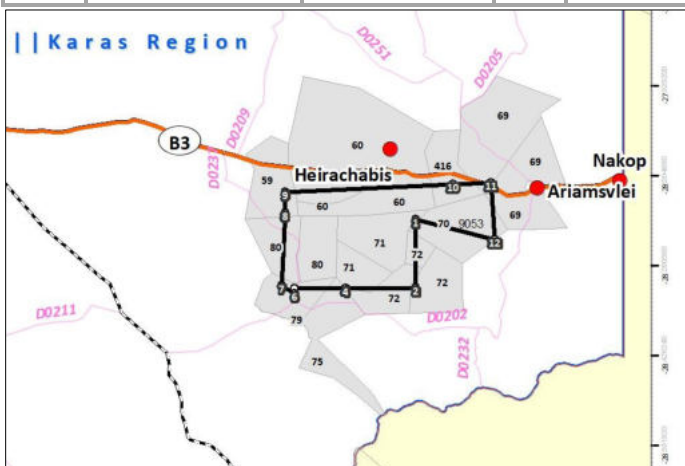 ||Karas Region
D0251
D0205
D0209
B3
D0237
60
69
416
69
59
Heirachabis
Nakop
Ariamsvlei
9
10
11
60
60
8
1
70
9053
69
12
71
72
80
80
71
72
7
6
4
72
2
D0211
79
D0202
75
D0232